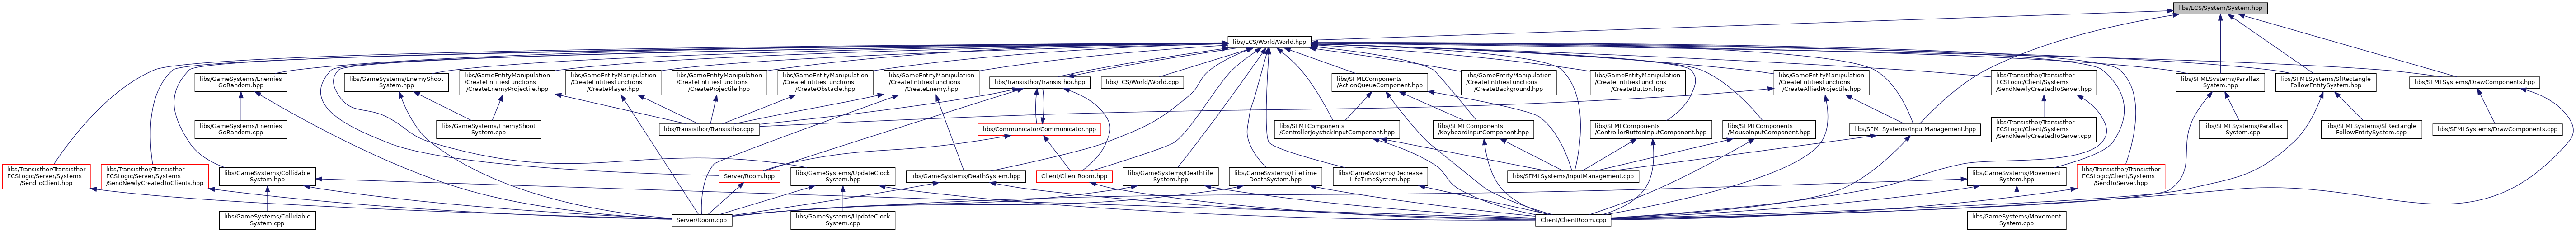 libs/ECS/System/System.hpp
libs/ECS/World/World.hpp
libs/GameSystems/Enemies
GoRandom.hpp
libs/GameSystems/EnemyShoot
System.hpp
libs/GameEntityManipulation
/CreateEntitiesFunctions
/CreateEnemyProjectile.hpp
libs/GameEntityManipulation
/CreateEntitiesFunctions
/CreatePlayer.hpp
libs/GameEntityManipulation
/CreateEntitiesFunctions
/CreateProjectile.hpp
libs/GameEntityManipulation
/CreateEntitiesFunctions
/CreateObstacle.hpp
libs/GameEntityManipulation
/CreateEntitiesFunctions
/CreateEnemy.hpp
libs/Transisthor/Transisthor.hpp
libs/ECS/World/World.cpp
libs/SFMLComponents
/ActionQueueComponent.hpp
libs/GameEntityManipulation
/CreateEntitiesFunctions
/CreateBackground.hpp
libs/GameEntityManipulation
/CreateEntitiesFunctions
/CreateButton.hpp
libs/GameEntityManipulation
/CreateEntitiesFunctions
/CreateAlliedProjectile.hpp
libs/Transisthor/Transisthor
ECSLogic/Client/Systems
/SendNewlyCreatedToServer.hpp
libs/SFMLSystems/Parallax
System.hpp
libs/SFMLSystems/SfRectangle
FollowEntitySystem.hpp
libs/SFMLSystems/DrawComponents.hpp
libs/GameSystems/Enemies
GoRandom.cpp
libs/GameSystems/EnemyShoot
System.cpp
libs/Transisthor/Transisthor.cpp
libs/Communicator/Communicator.hpp
libs/SFMLComponents
/ControllerJoystickInputComponent.hpp
libs/SFMLComponents
/KeyboardInputComponent.hpp
libs/SFMLComponents
/ControllerButtonInputComponent.hpp
libs/SFMLComponents
/MouseInputComponent.hpp
libs/SFMLSystems/InputManagement.hpp
libs/Transisthor/Transisthor
ECSLogic/Client/Systems
/SendNewlyCreatedToServer.cpp
libs/SFMLSystems/Parallax
System.cpp
libs/SFMLSystems/SfRectangle
FollowEntitySystem.cpp
libs/SFMLSystems/DrawComponents.cpp
libs/Transisthor/Transisthor
ECSLogic/Server/Systems
/SendToClient.hpp
libs/Transisthor/Transisthor
ECSLogic/Server/Systems
/SendNewlyCreatedToClients.hpp
libs/GameSystems/Collidable
System.hpp
Server/Room.hpp
libs/GameSystems/UpdateClock
System.hpp
libs/GameSystems/DeathSystem.hpp
Client/ClientRoom.hpp
libs/GameSystems/DeathLife
System.hpp
libs/GameSystems/LifeTime
DeathSystem.hpp
libs/GameSystems/Decrease
LifeTimeSystem.hpp
libs/SFMLSystems/InputManagement.cpp
libs/GameSystems/Movement
System.hpp
libs/Transisthor/Transisthor
ECSLogic/Client/Systems
/SendToServer.hpp
libs/GameSystems/Collidable
System.cpp
Server/Room.cpp
libs/GameSystems/UpdateClock
System.cpp
Client/ClientRoom.cpp
libs/GameSystems/Movement
System.cpp